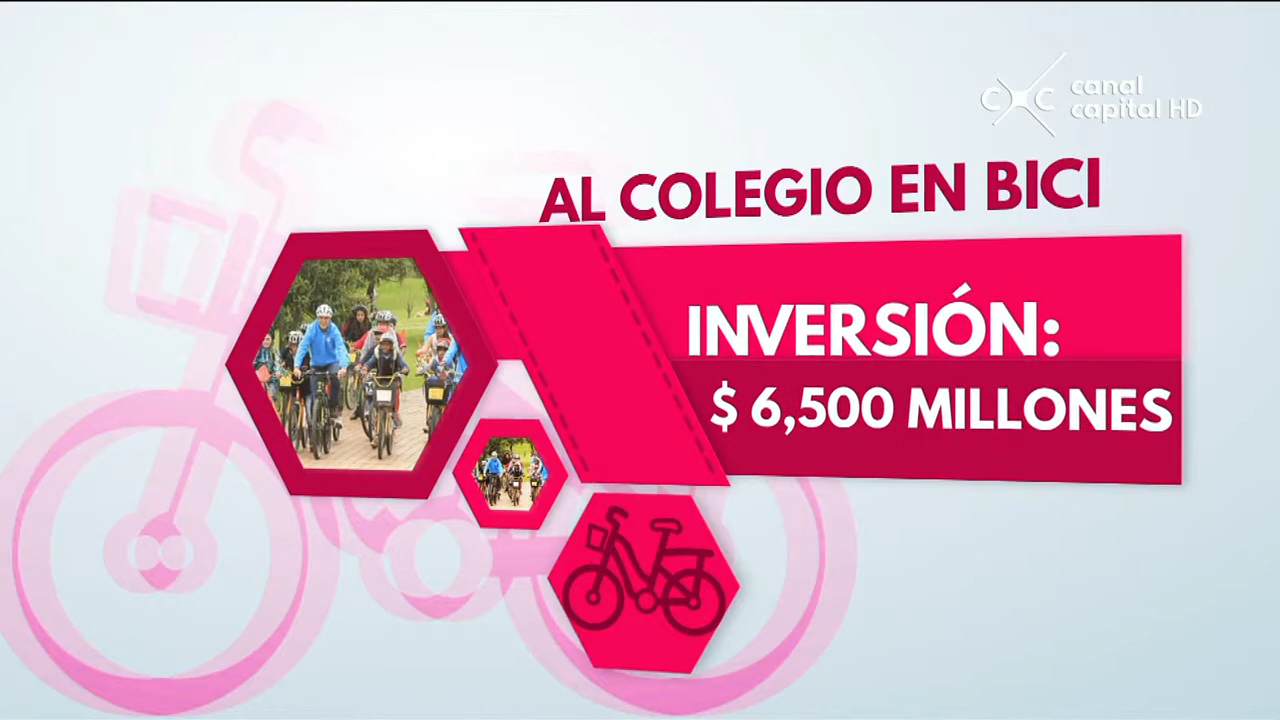 canal
capital HD
AL COLEGIO EN BICI
INVERSIÓN:
$ 6,500 MILLONES